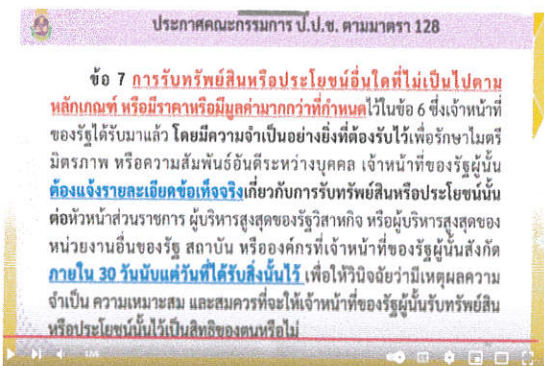 ประกาศคณะกรรมการ ป.ป.ช. ตามมาตรา 128
ข้อ 7 การรับทรัพย์สินหรือประโยชน์อื่นใดที่ไม่เป็นไปตาม
หลักเกณฑ์ หรือมีราคาหรือมีมูลค่ามากกว่าที่กำหนดไว้ในข้อ 6 ซึ่งเจ้าหน้าที่
ของรัฐได้รับมาแล้ว โดยมีความจำเป็นอย่างยิ่งที่ต้องรับไว้เพื่อรักษาไมตรี
มิตรภาพ หรือความสัมพันธ์อันดีระหว่างบุคคล เจ้าหน้าที่ของรัฐผู้นั้น
ต้องแจ้งรายละเอียดข้อเท็จจริงเกี่ยวกับการรับทรัพย์สินหรือประโยชน์นั้น
ต่อหัวหน้าส่วนราชการ ผู้บริหารสูงสุดของรัฐวิสาหกิจ หรือผู้บริหารสูงสุดของ
หน่วยงานอื่นของรัฐ สถาบัน หรือองค์กรที่เจ้าหน้าที่ของรัฐผู้นั้นสังกัด
ภายใน 30 วันนับแต่วันที่ได้รับสิ่งนั้นไว้ เพื่อให้วินิจฉัยว่ามีเหตุผลความ
จำเป็น ความเหมาะสม และสมควรที่จะให้เจ้าหน้าที่ของรัฐผู้นั้นรับทรัพย์สิน
หรือประโยชน์นั้นไว้เป็นสิทธิของตนหรือไม่
LIVE